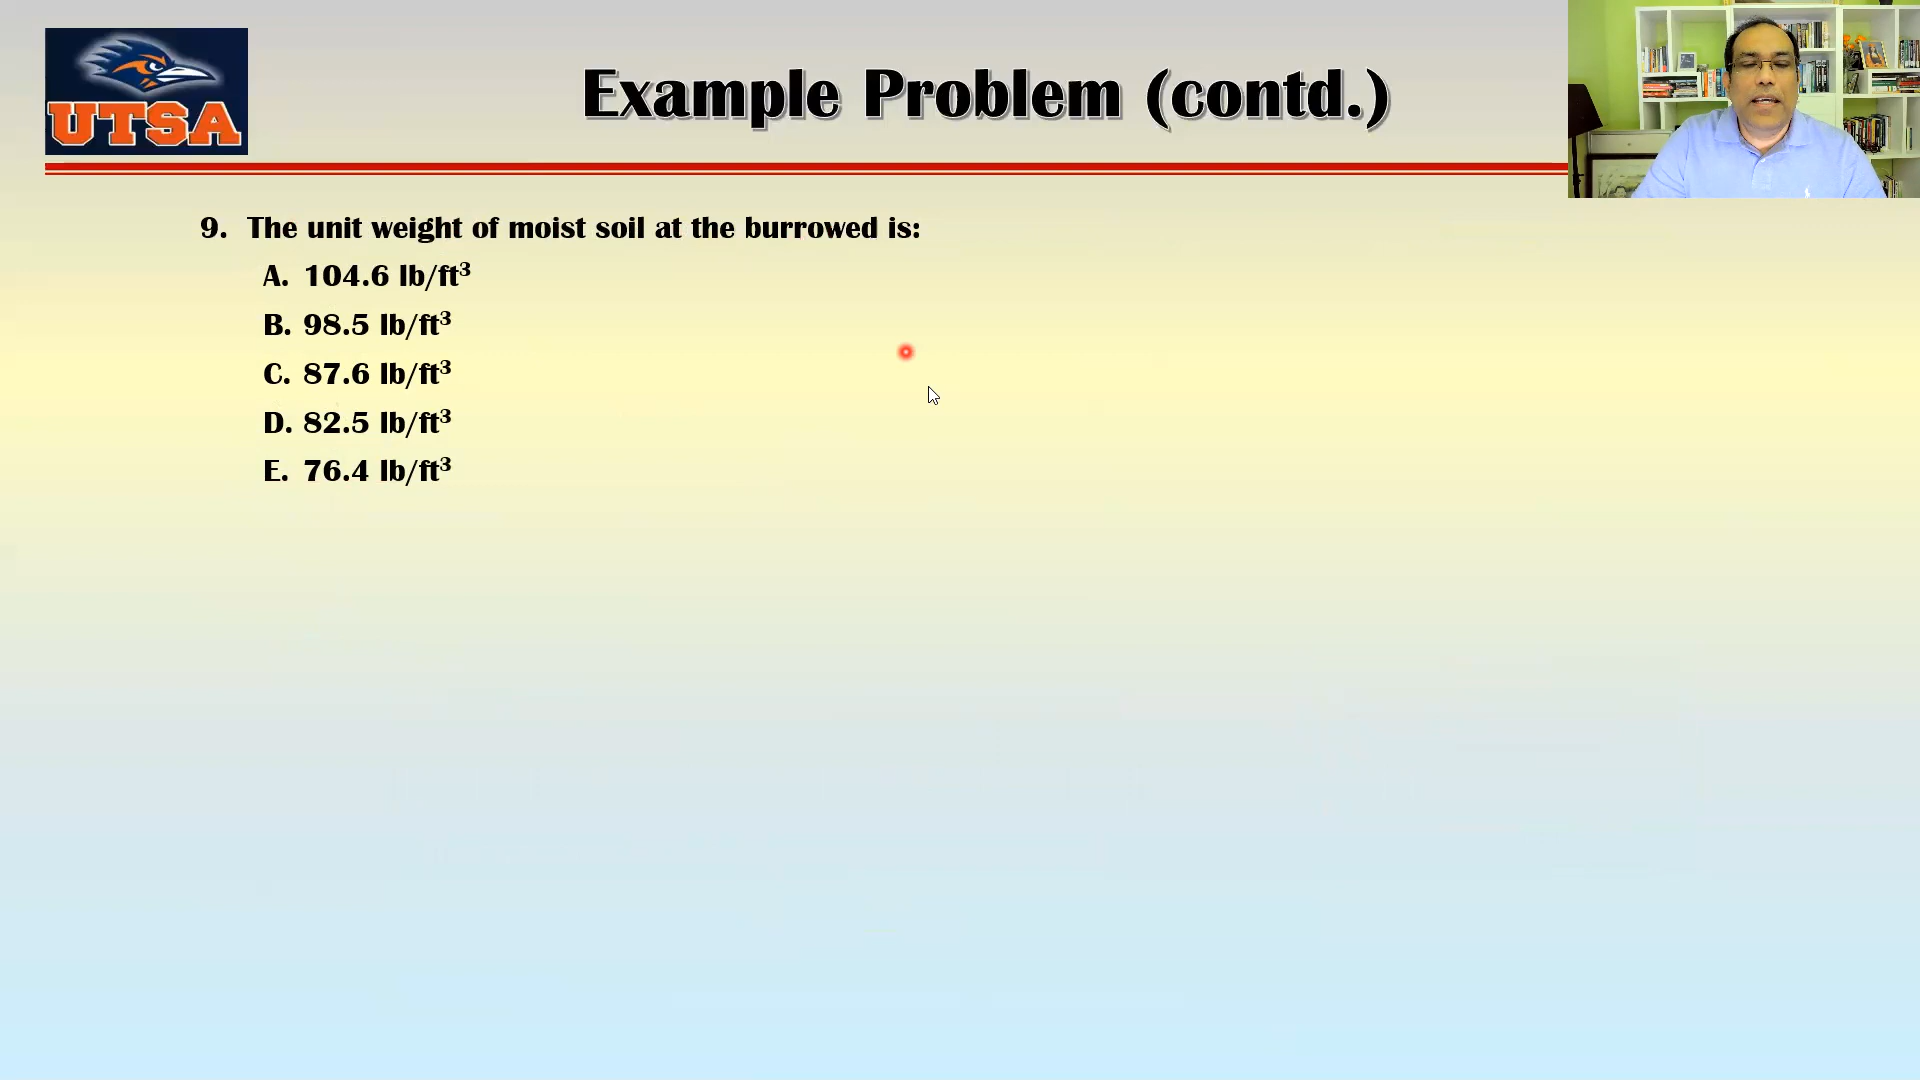 UTSA
Example Problem (contd.)
9. The unit weight of moist soil at the burrowed is:
A. 104.6 lb/ft³
B. 98.5 lb/ft³
C. 87.6 lb/ft³
D. 82.5 lb/ft³
E. 76.4 lb/ft³